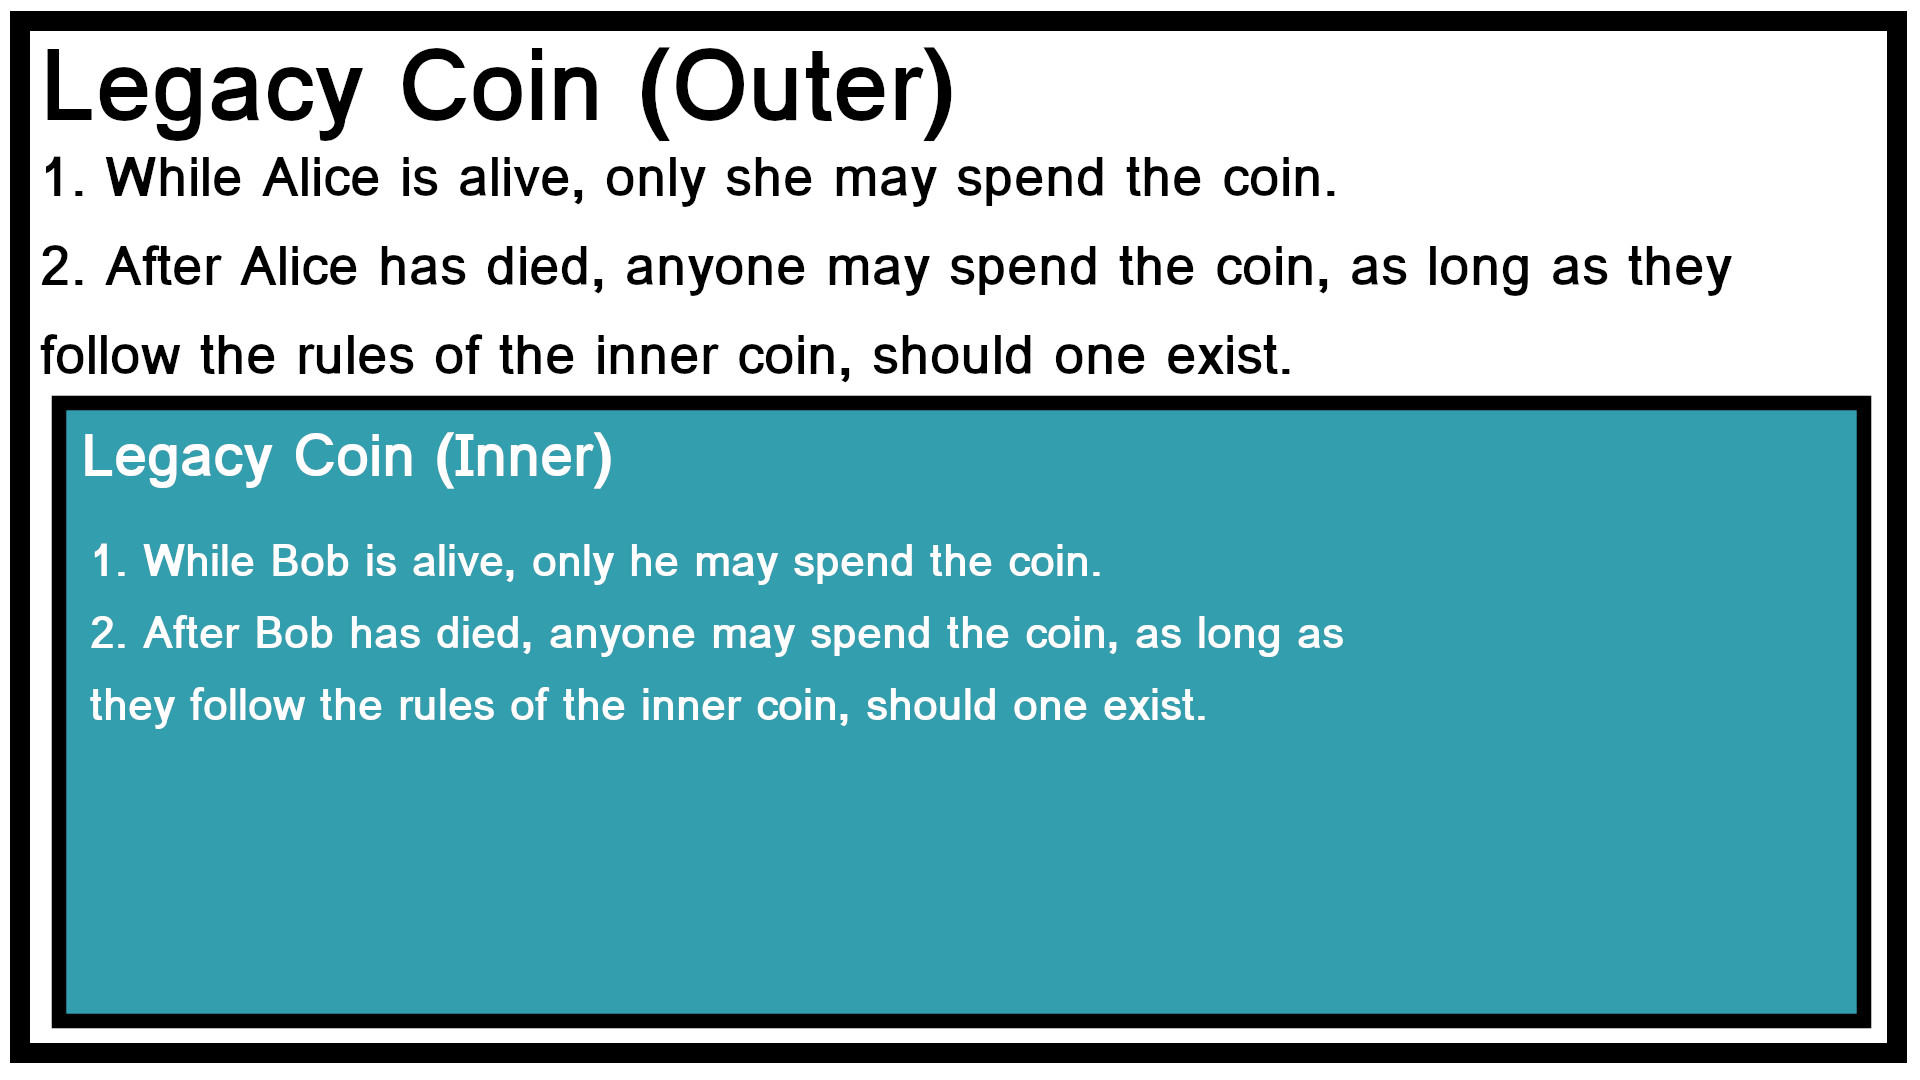 Legacy Coin (Outer)
1. While Alice is alive, only she may spend the coin.
2. After Alice has died, anyone may spend the coin, as long as they
follow the rules of the inner coin, should one exist.
Legacy Coin (Inner)
1. While Bob is alive, only he may spend the coin.
2. After Bob has died, anyone may spend the coin, as long as
they follow the rules of the inner coin, should one exist.